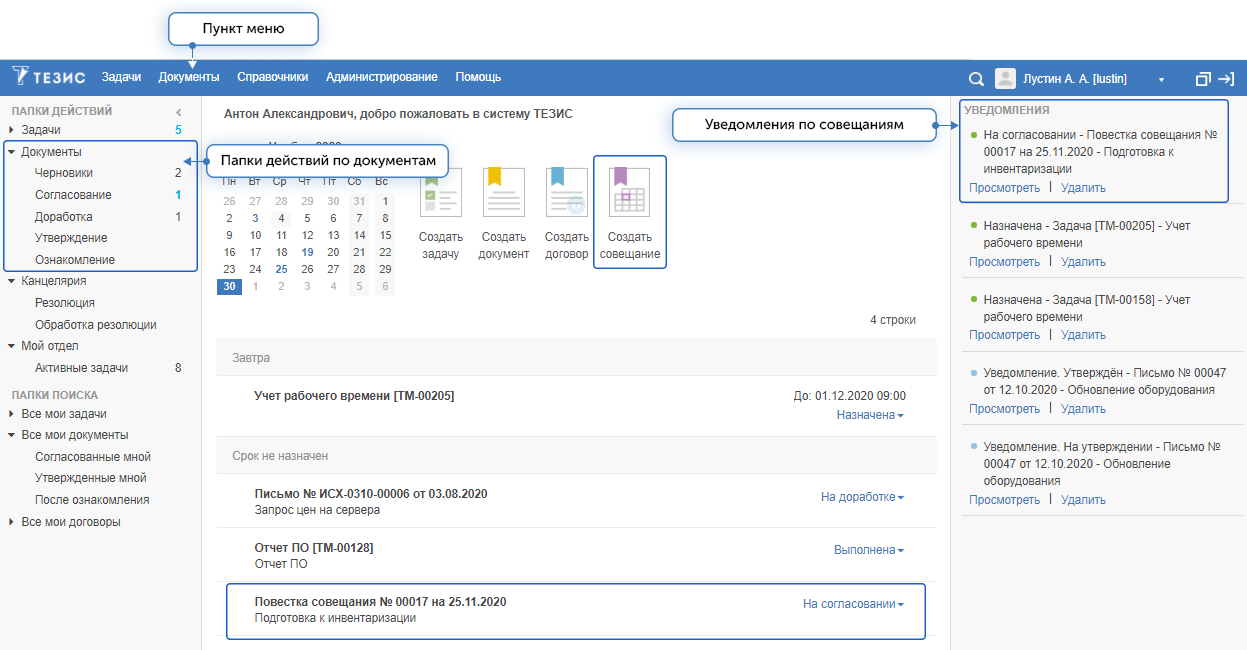 Пункт меню
ТЕЗИС Задачи Документы Справочники Администрирование Помощь Лустин А. А. [lustin]
ПАПКИ ДЕЙСТВИЙ
Задачи 5
Документы
Черновики 2
Согласование 1
Доработка 1
Утверждение
Ознакомление
Канцелярия
Резолюция
Обработка резолюции
Мой отдел
Активные задачи 8
ПАПКИ ПОИСКА
Все мои задачи
Все мои документы
Согласованные мной
Утвержденные мной
После ознакомления
Все мои договоры
Антон Александрович, добро пожаловать в систему ТЕЗИС
Папки действий по документам
Пн Вт Ср Чт Пт Сб Вс
26 27 28 29 30 31 1
2 3 4 5 6 7 8
9 10 11 12 13 14 15
16 17 18 19 20 21 22
23 24 25 26 27 28 29
30 1 2 3 4 5 6
Создать
задачу
Создать
документ
Создать
договор
Создать
совещание
4 строки
Завтра
Учет рабочего времени [ТМ-00205] До: 01.12.2020 09:00
Назначена
Срок не назначен
Письмо № ИСХ-0310-00006 от 03.08.2020 На доработке
Запрос цен на сервера
Отчет ПО [ТМ-00128] Выполнена
Отчет ПО
Повестка совещания № 00017 на 25.11.2020 На согласовании
Подготовка к инвентаризации
Уведомления по совещаниям
УВЕДОМЛЕНИЯ
На согласовании - Повестка совещания №
00017 на 25.11.2020 - Подготовка к
инвентаризации
Просмотреть | Удалить
Назначена - Задача [ТМ-00205] - Учет
рабочего времени
Просмотреть | Удалить
Назначена - Задача [ТМ-00158] - Учет
рабочего времени
Просмотреть | Удалить
Уведомление. Утверждён - Письмо № 00047
от 12.10.2020 - Обновление оборудования
Просмотреть | Удалить
Уведомление. На утверждении - Письмо №
00047 от 12.10.2020 - Обновление
оборудования
Просмотреть | Удалить